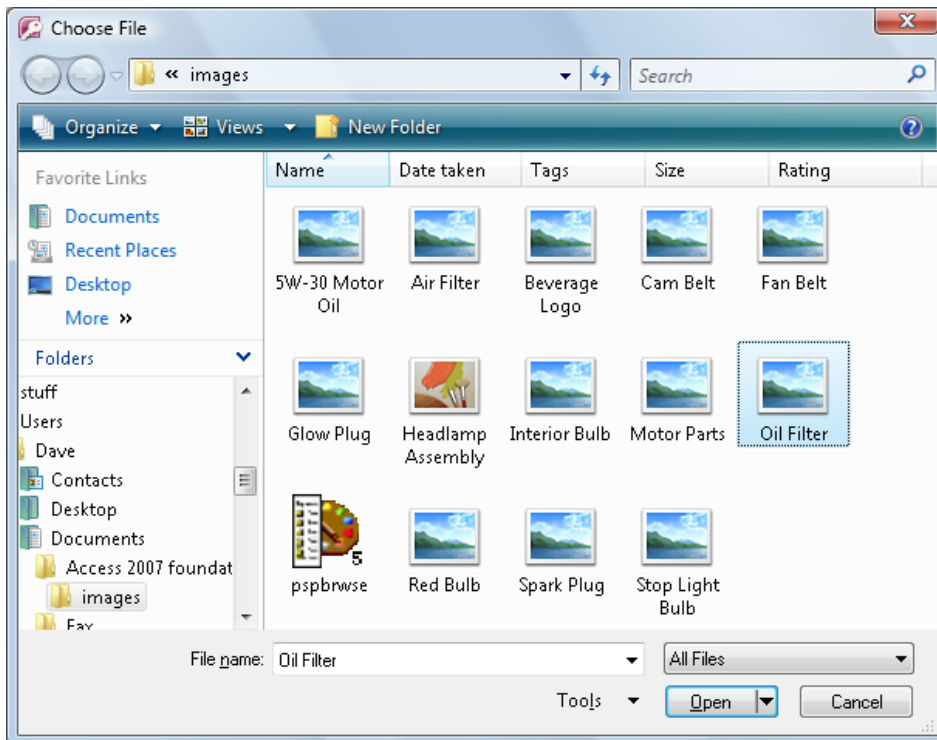 Choose File
« images
Search
Organize
Views
New Folder
?
Favorite Links
Documents
Recent Places
Desktop
More »
Folders
stuff
Users
Dave
Contacts
Desktop
Documents
Access 2007 foundat
images
Fax
Name Date taken Tags Size Rating
5W-30 Motor Oil
Air Filter
Beverage Logo
Cam Belt
Fan Belt
Glow Plug
Headlamp Assembly
Interior Bulb
Motor Parts
Oil Filter
5
pspbrwse
Red Bulb
Spark Plug
Stop Light Bulb
File name: Oil Filter
All Files
Tools
Open
Cancel